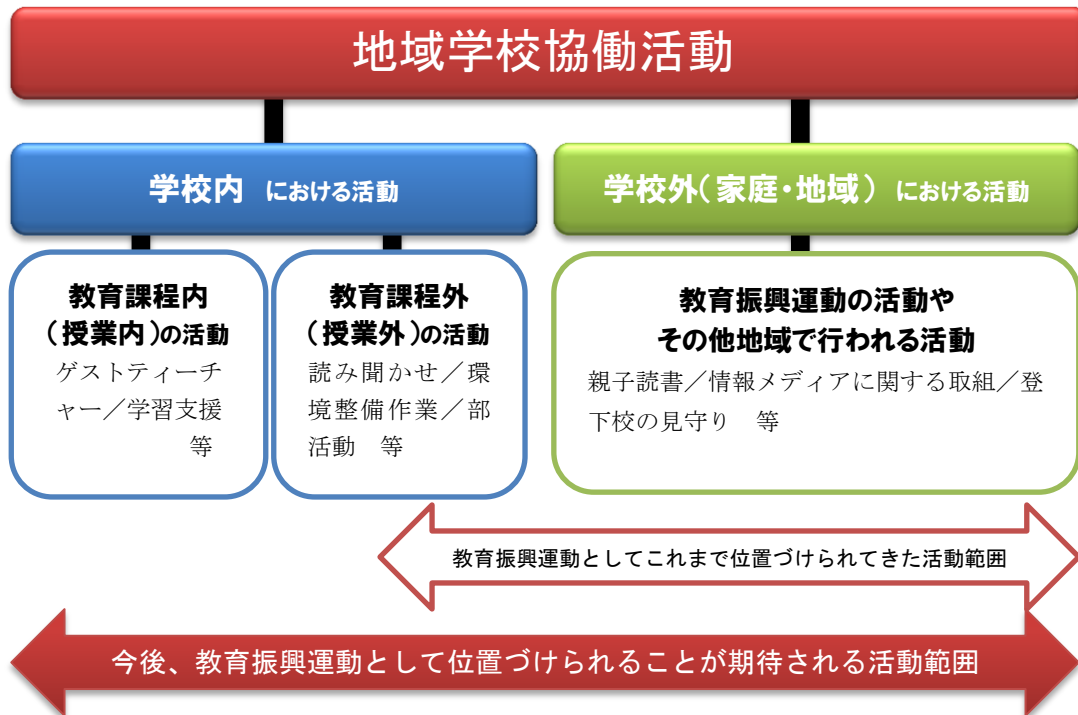 地域学校協働活動
学校内 における活動
学校外（家庭・地域）における活動
教育課程内
（授業内）の活動
ゲストティーチ
ャー／学習支援
等
教育課程外
（授業外）の活動
読み聞かせ／環
境整備作業／部
活動　等
教育振興運動の活動や
その他地域で行われる活動
親子読書／情報メディアに関する取組／登
下校の見守り　等
教育振興運動としてこれまで位置づけられてきた活動範囲
今後、教育振興運動として位置づけられることが期待される活動範囲